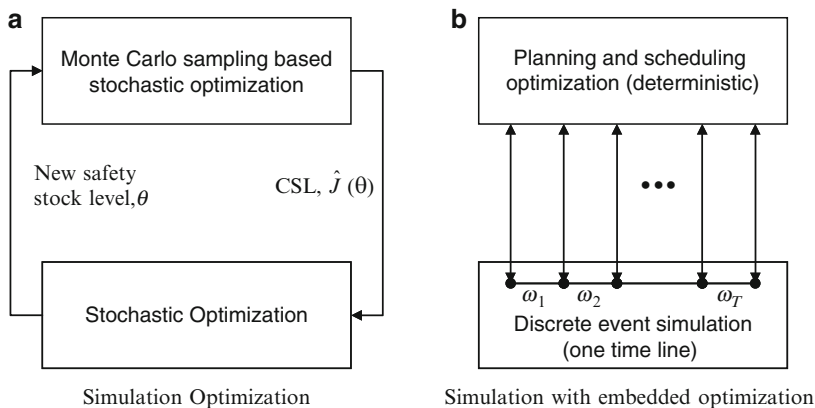 a
Monte Carlo sampling based
stochastic optimization
New safety
stock level,θ
CSL, Ĵ (θ)
Stochastic Optimization
Simulation Optimization
b
Planning and scheduling
optimization (deterministic)
•••
ω1 ω2 ωT
Discrete event simulation
(one time line)
Simulation with embedded optimization